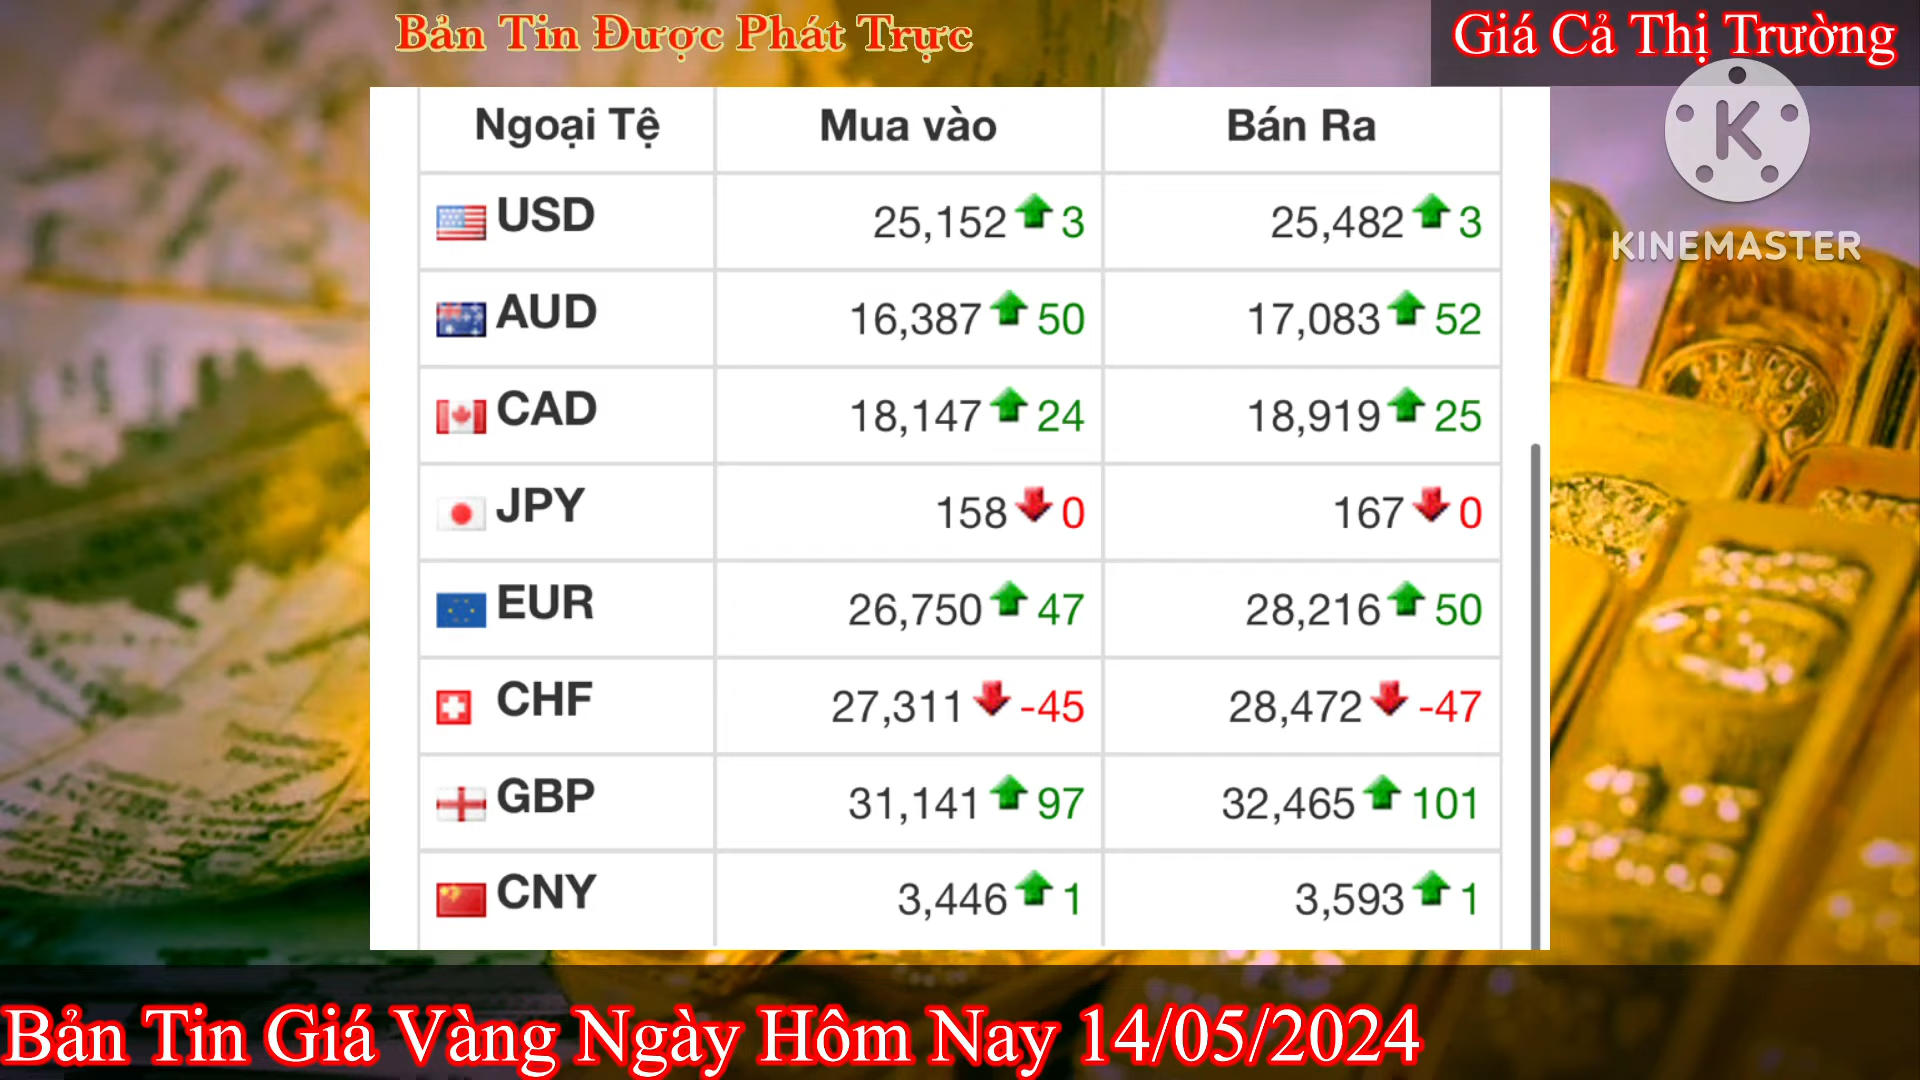 Bản Tin Được Phát Trực
Giá Cả Thị Trường
K
KINEMASTER
Ngoại Tệ Mua vào Bán Ra
USD 25,152 3 25,482 3
AUD 16,387 50 17,083 52
CAD 18,147 24 18,919 25
JPY 158 0 167 0
EUR 26,750 47 28,216 50
CHF 27,311 -45 28,472 -47
GBP 31,141 97 32,465 101
CNY 3,446 1 3,593 1
Bản Tin Giá Vàng Ngày Hôm Nay 14/05/2024